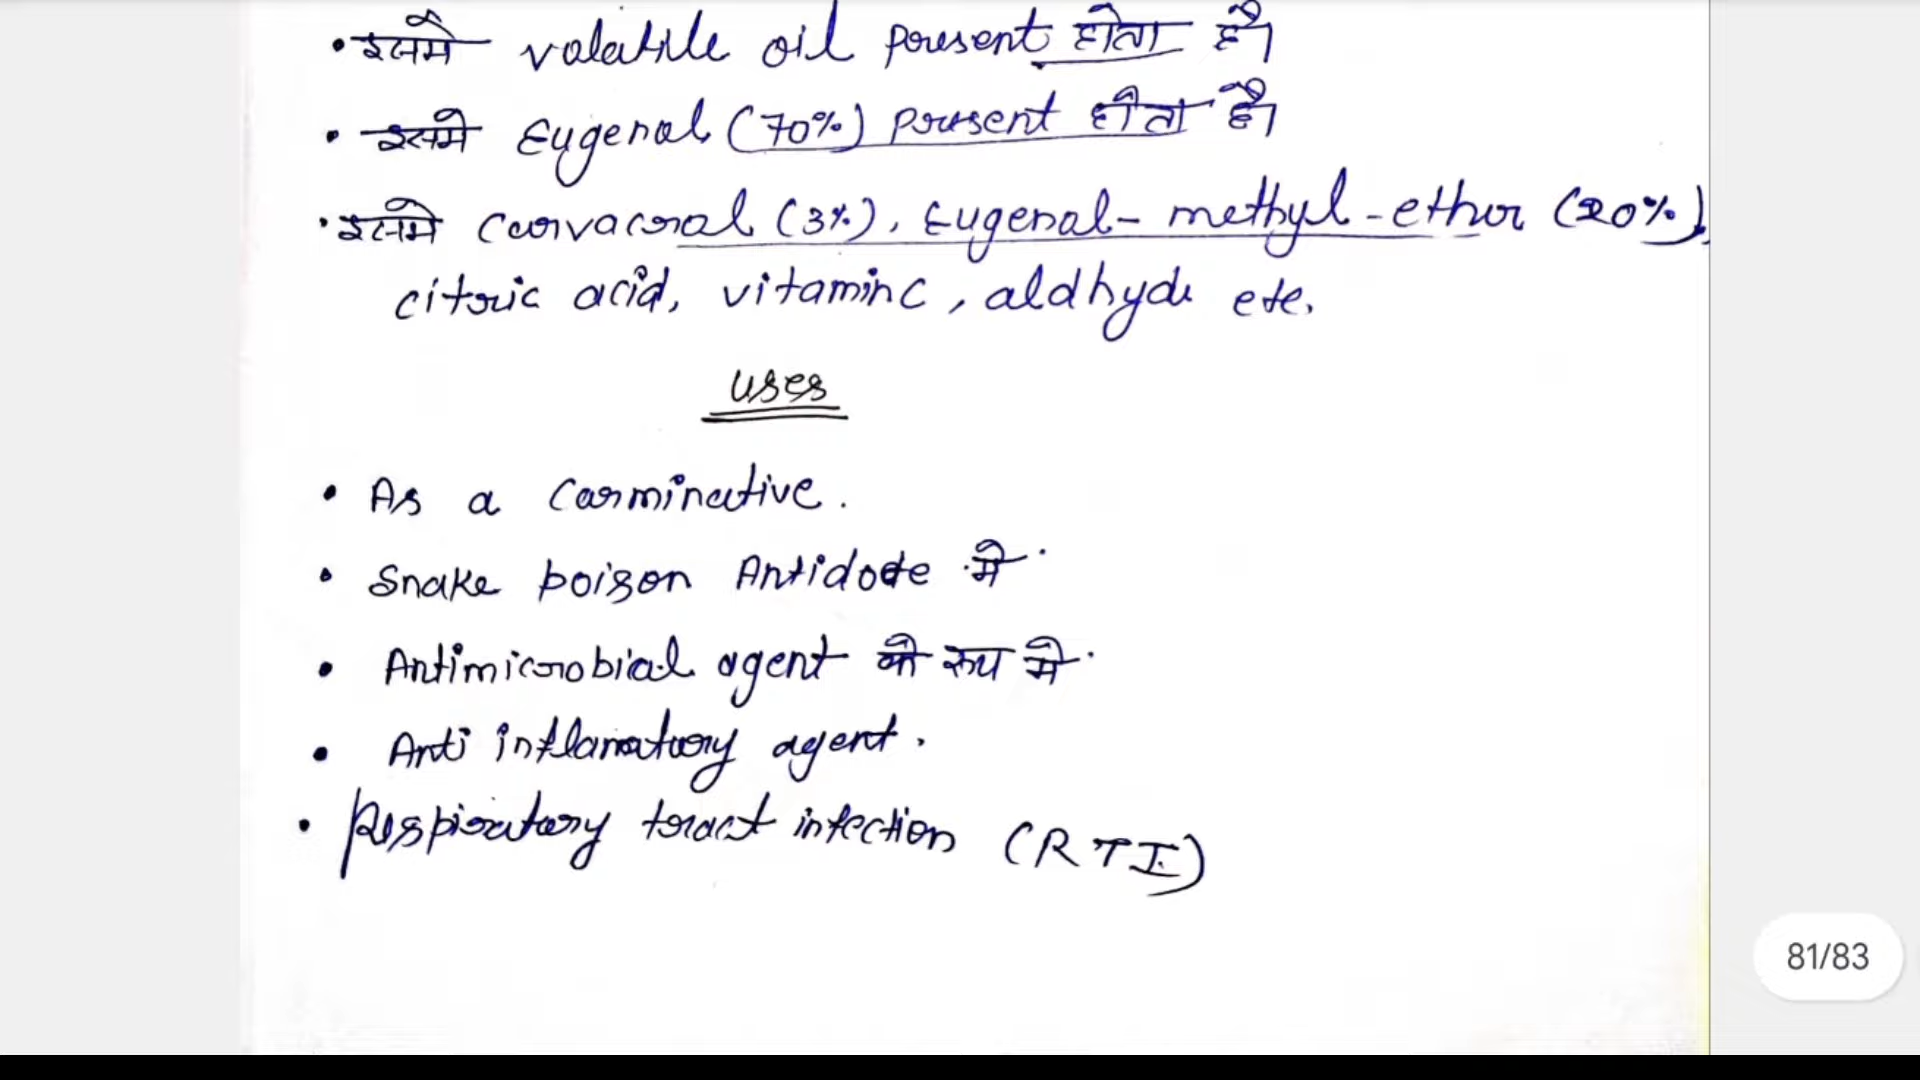 • इसमे volatile oil present होता है।
• इसमे Eugenol (70%) present होता है।
• इसमे Carvacrol (3%), Eugenol- methyl-ether (20%),
citric acid, vitamin C, aldhyde etc.
Uses
• As a Carminative.
• Snake poison Antidote मे.
• Antimicrobial agent के रूप मे.
• Anti inflamatory agent.
• Respiratory tract infection (RTI)
81/83